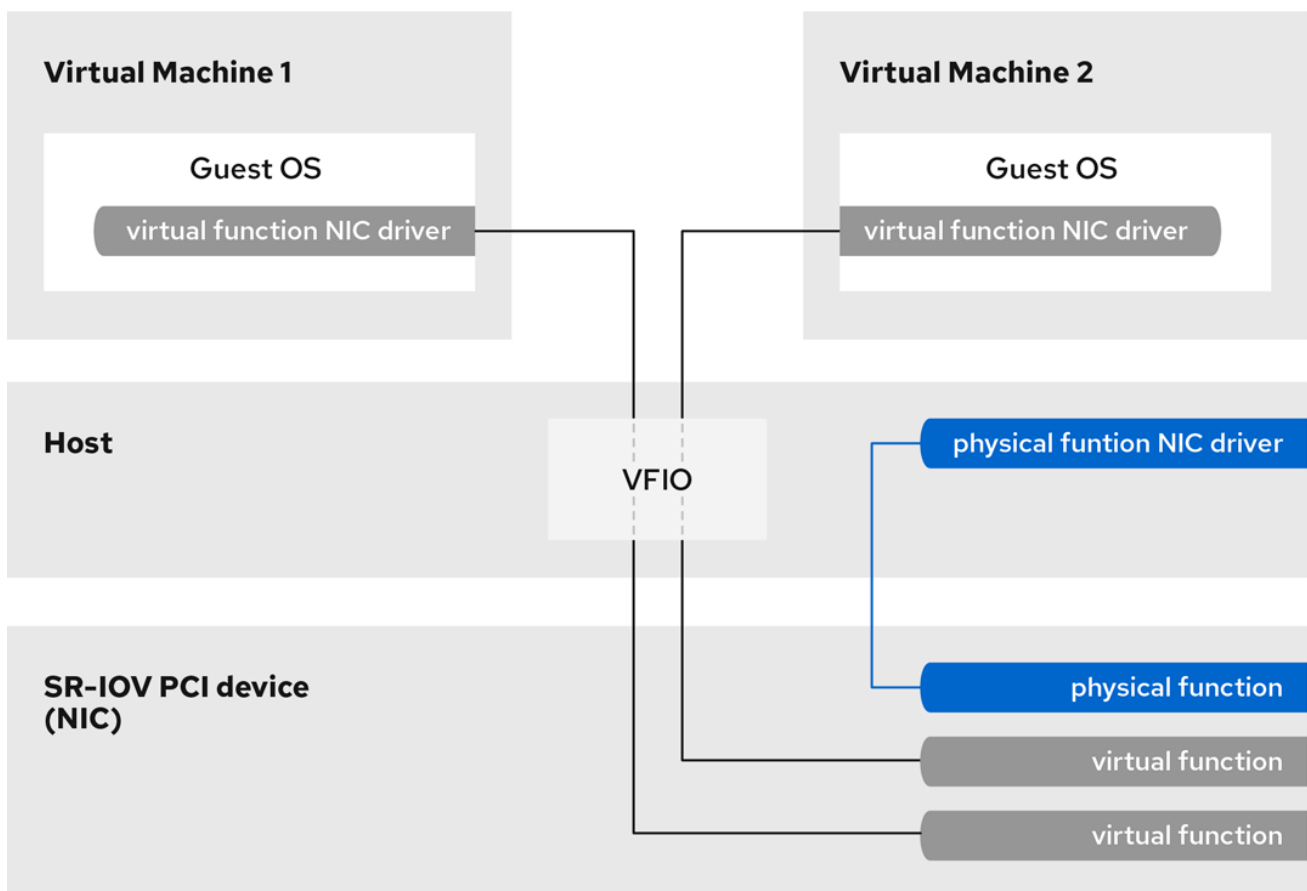 Virtual Machine 1
Guest OS
virtual function NIC driver
Virtual Machine 2
Guest OS
virtual function NIC driver
Host
VFIO
physical funtion NIC driver
SR-IOV PCI device
(NIC)
physical function
virtual function
virtual function